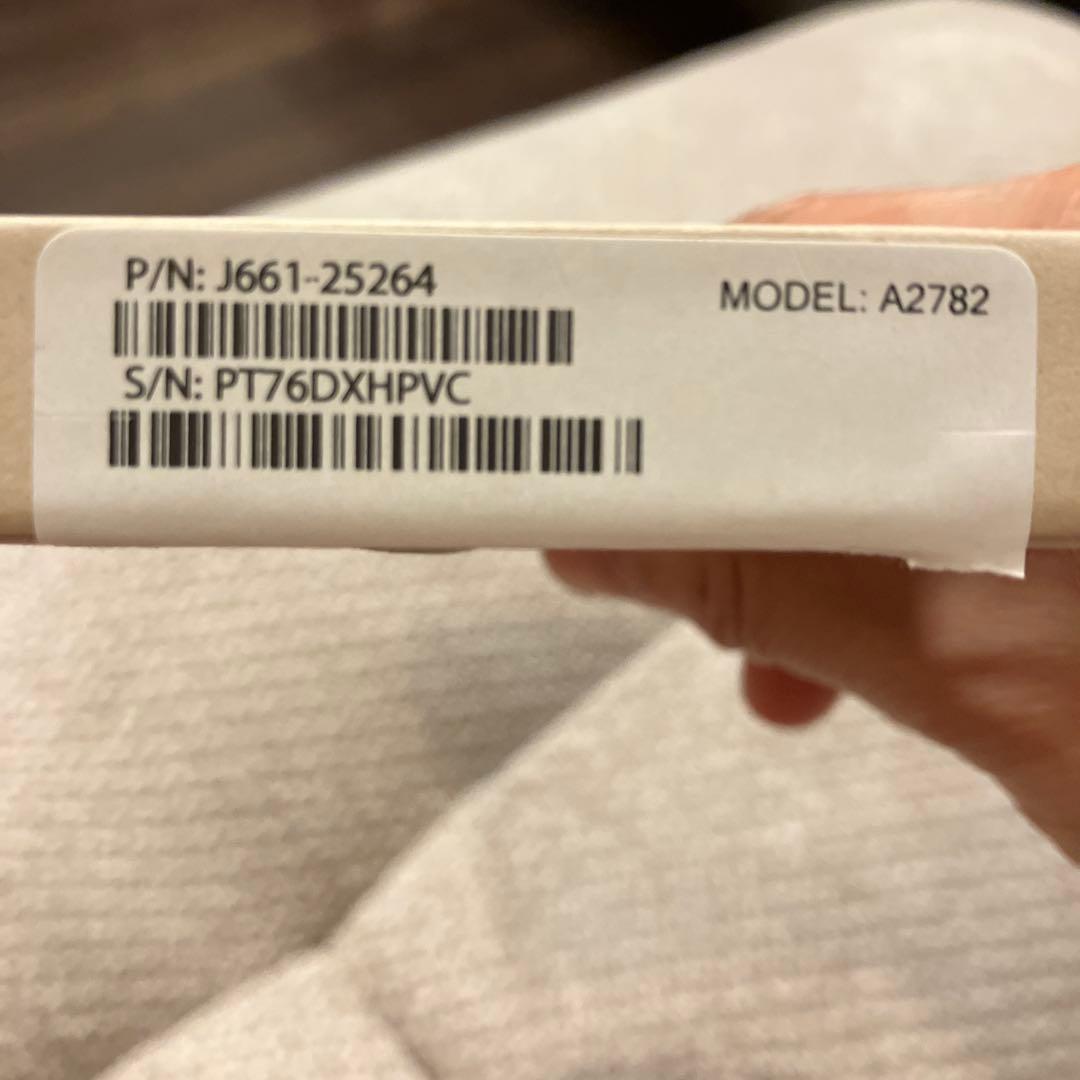 P/N: J661-25264
MODEL: A2782
S/N: PT76DXHPVC